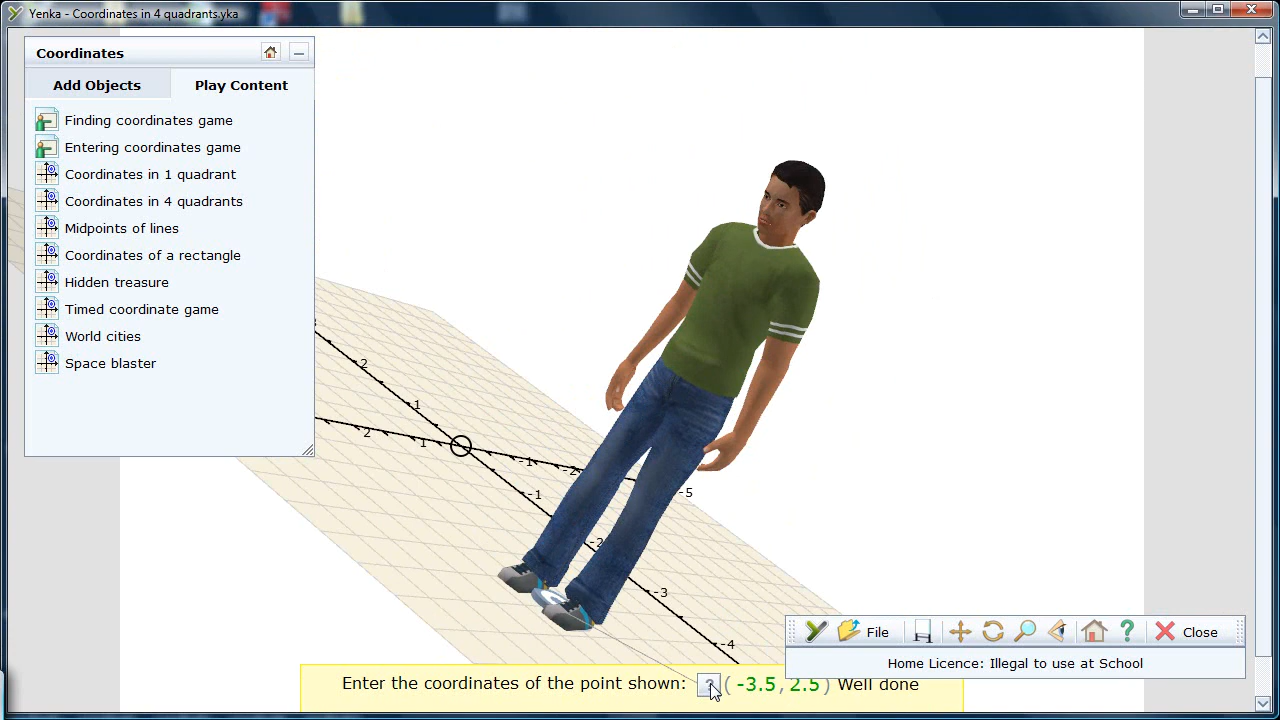 Yenka - Coordinates in 4 quadrants.yka
Coordinates
Add Objects
Play Content
Finding coordinates game
Entering coordinates game
Coordinates in 1 quadrant
Coordinates in 4 quadrants
Midpoints of lines
Coordinates of a rectangle
Hidden treasure
Timed coordinate game
World cities
Space blaster
2
1
2
1
-1
-2
-5
-1
-2
-3
-4
File
?
Close
Home Licence: Illegal to use at School
Enter the coordinates of the point shown: ? ( -3.5 , 2.5 ) Well done